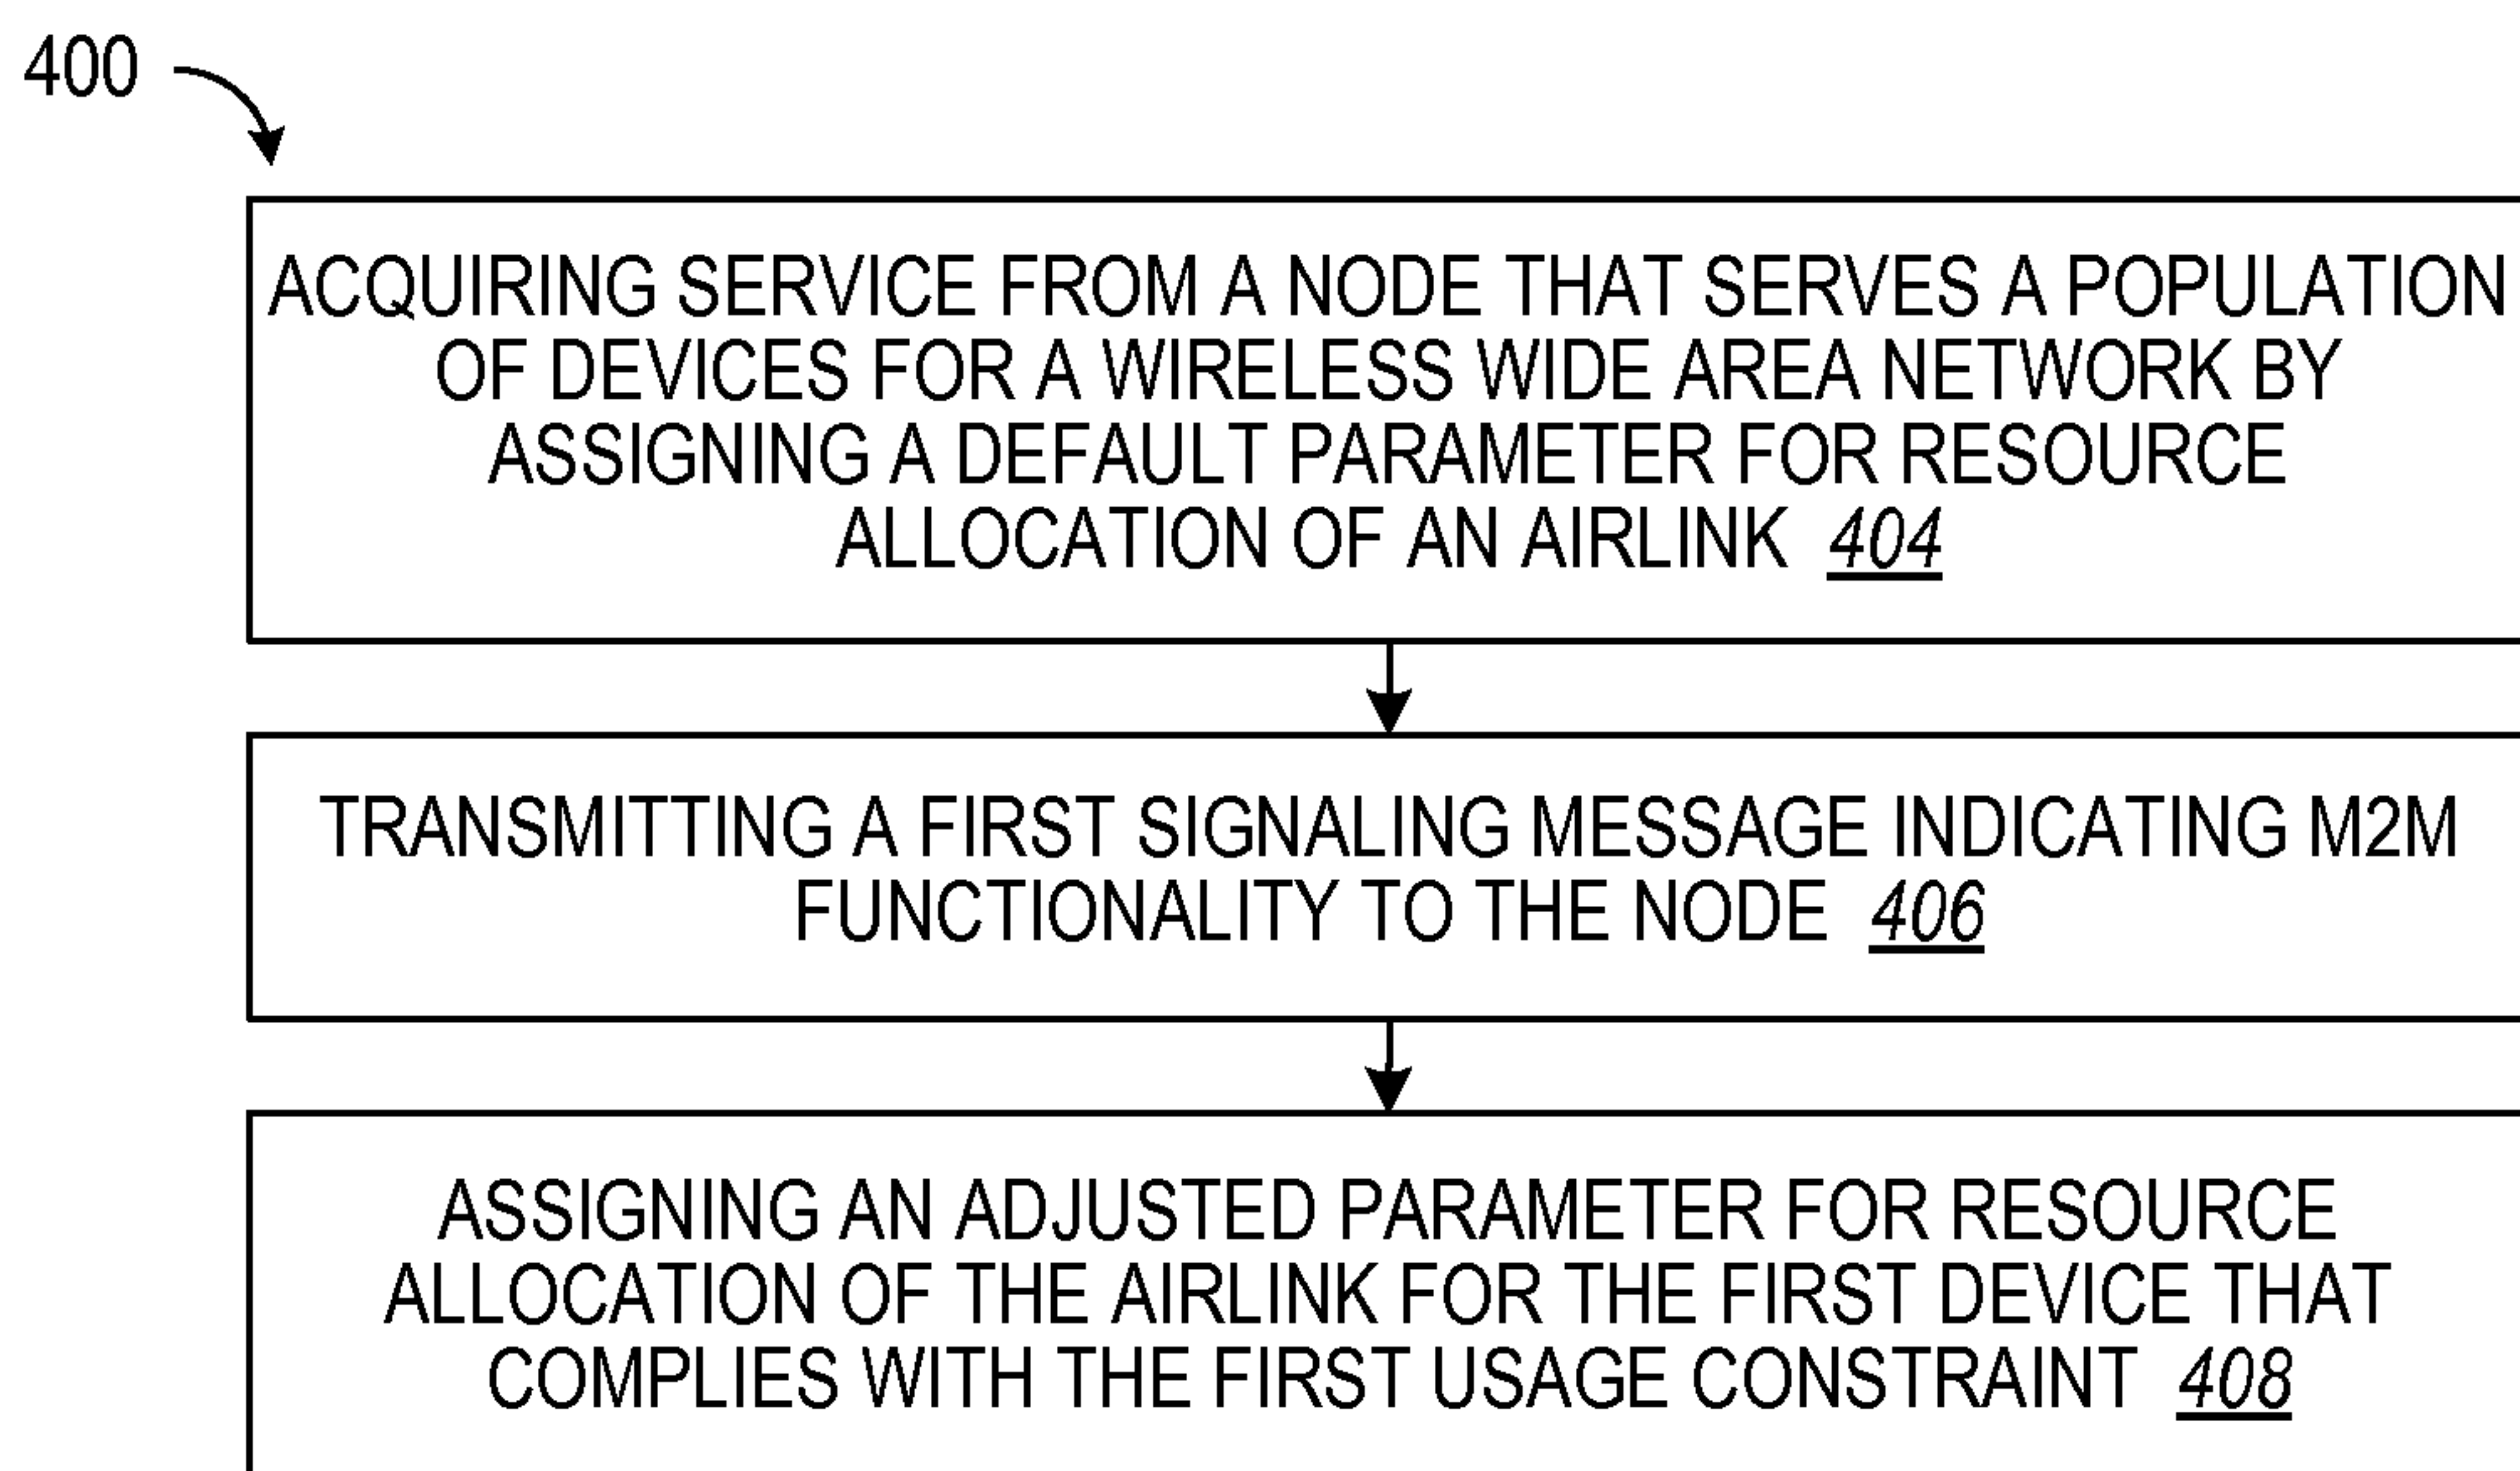 400
ACQUIRING SERVICE FROM A NODE THAT SERVES A POPULATION
OF DEVICES FOR A WIRELESS WIDE AREA NETWORK BY
ASSIGNING A DEFAULT PARAMETER FOR RESOURCE
ALLOCATION OF AN AIRLINK 404
TRANSMITTING A FIRST SIGNALING MESSAGE INDICATING M2M
FUNCTIONALITY TO THE NODE 406
ASSIGNING AN ADJUSTED PARAMETER FOR RESOURCE
ALLOCATION OF THE AIRLINK FOR THE FIRST DEVICE THAT
COMPLIES WITH THE FIRST USAGE CONSTRAINT 408